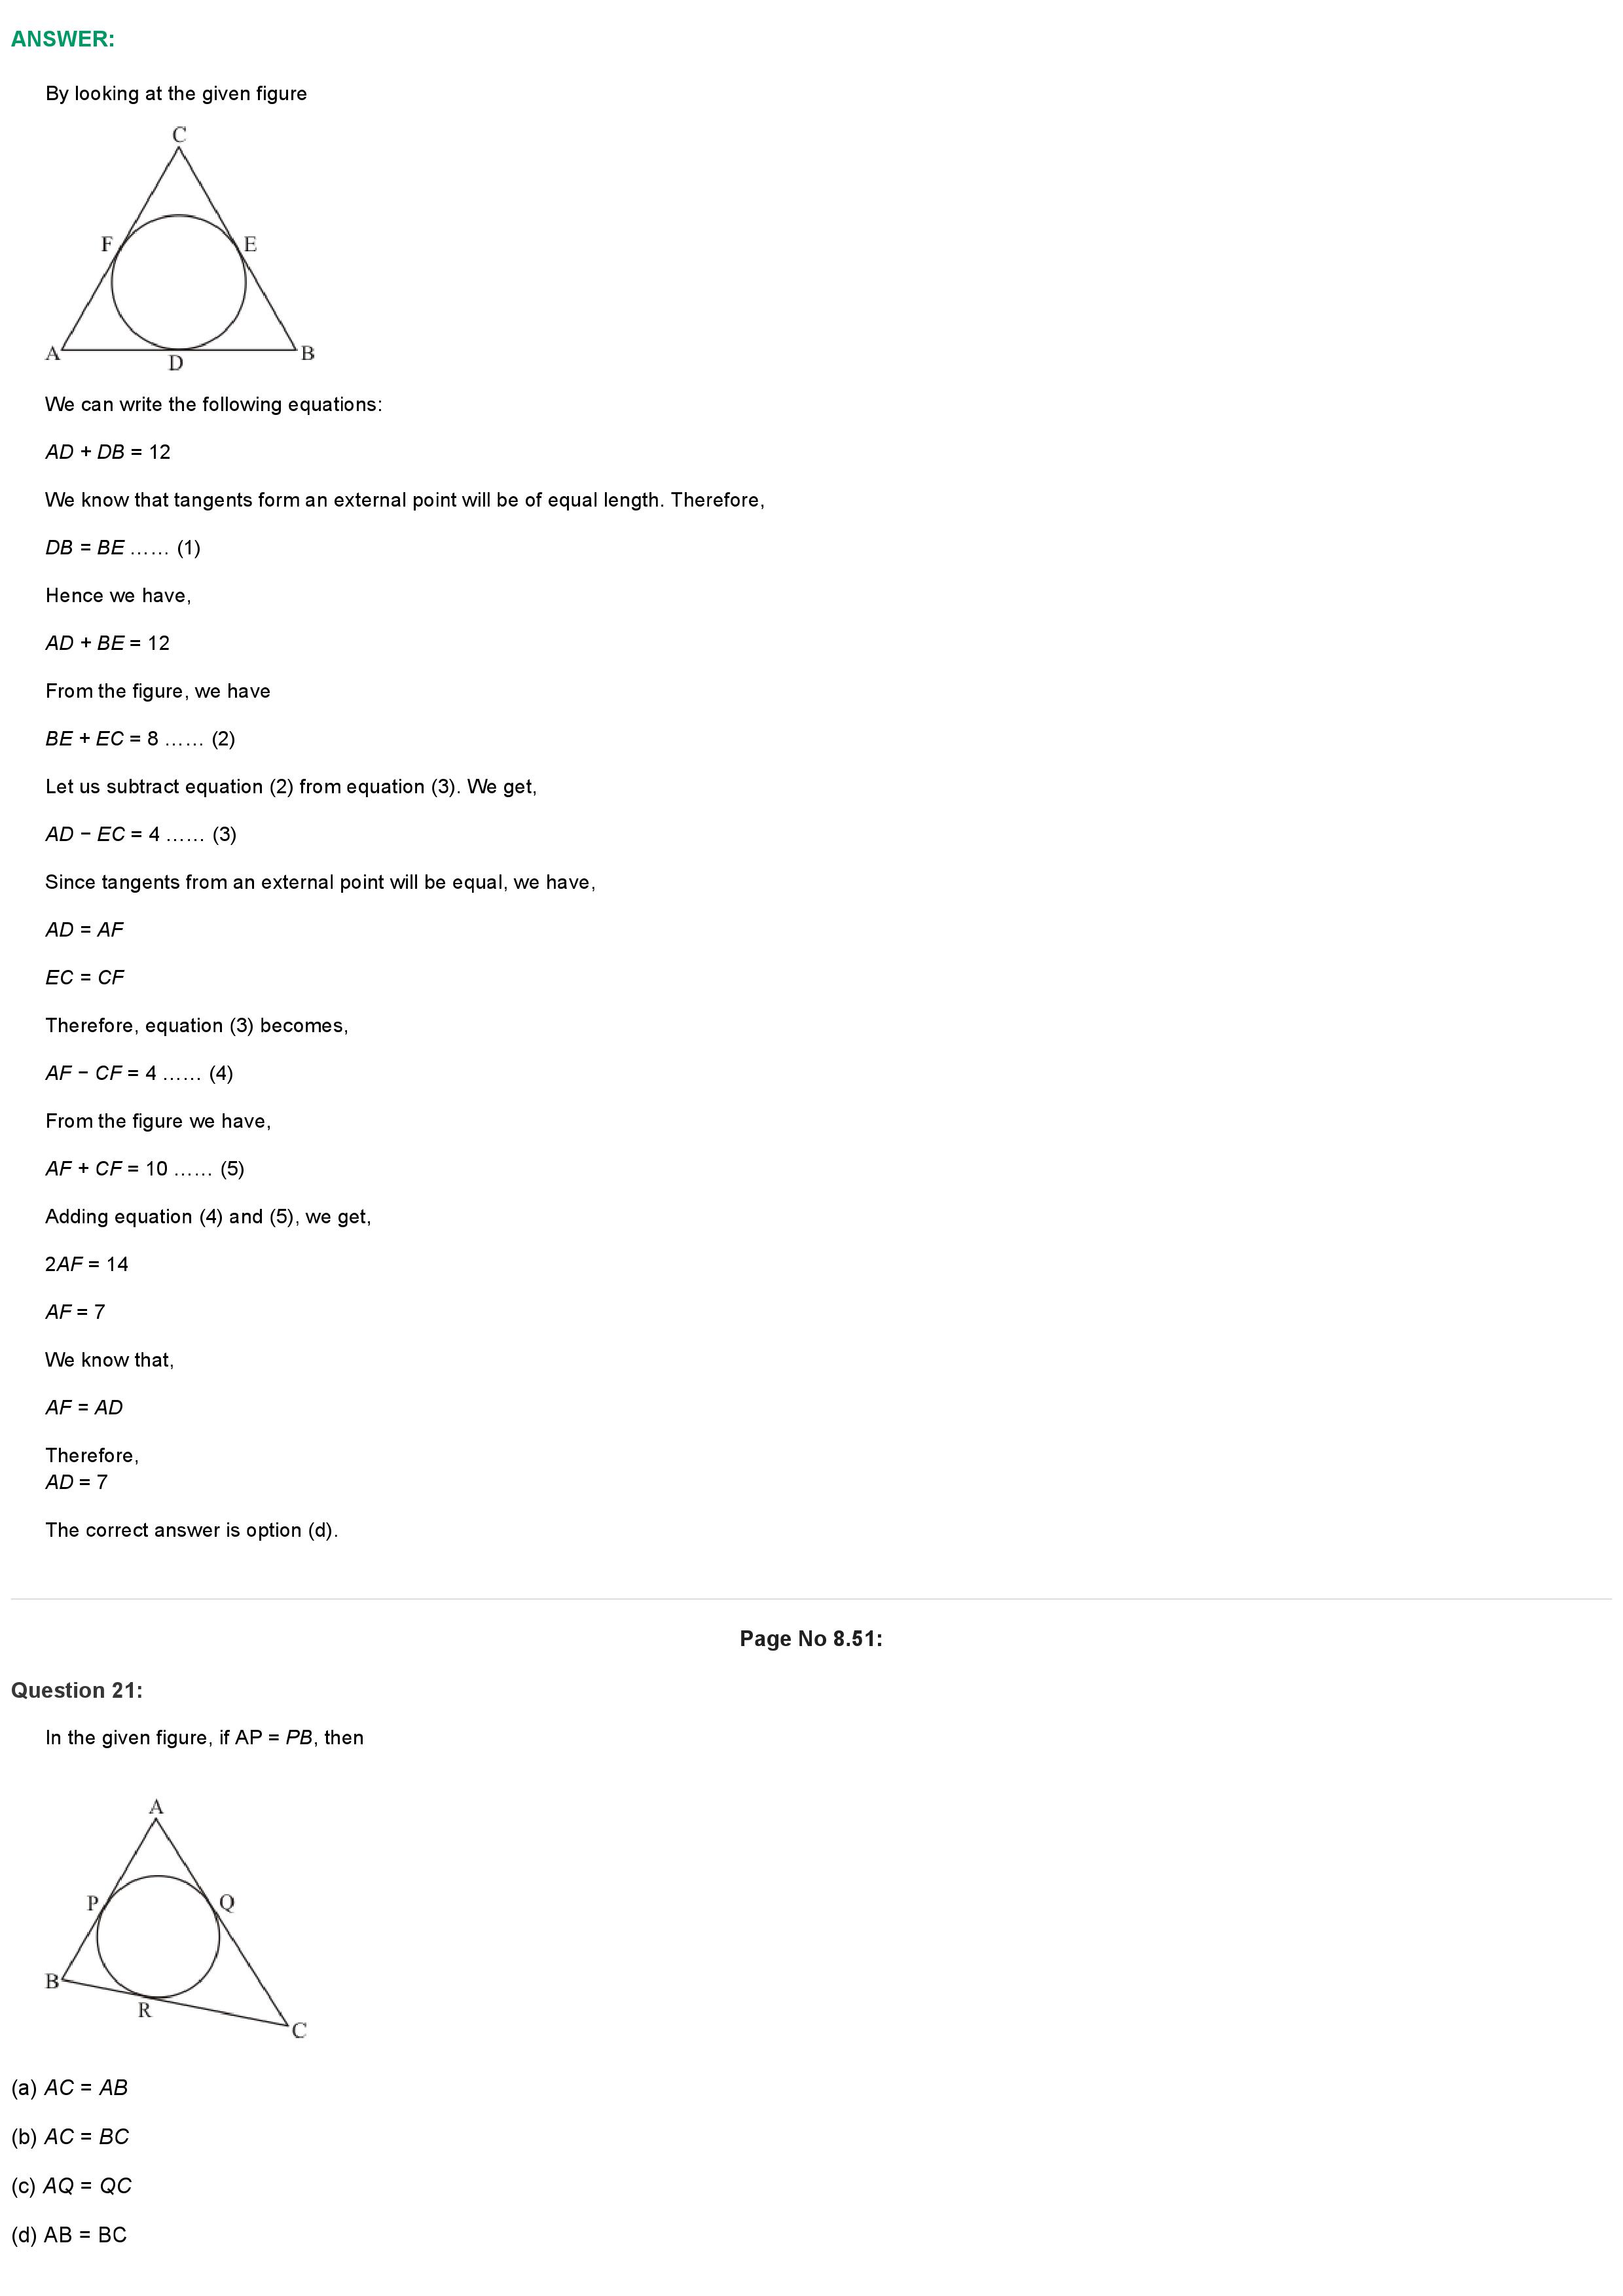 ANSWER:
By looking at the given figure
C
F
E
A
B
D
We can write the following equations:
AD + DB = 12
We know that tangents form an external point will be of equal length. Therefore,
DB = BE …… (1)
Hence we have,
AD + BE = 12
From the figure, we have
BE + EC = 8 …… (2)
Let us subtract equation (2) from equation (3). We get,
AD − EC = 4 …… (3)
Since tangents from an external point will be equal, we have,
AD = AF
EC = CF
Therefore, equation (3) becomes,
AF − CF = 4 …… (4)
From the figure we have,
AF + CF = 10 …… (5)
Adding equation (4) and (5), we get,
2AF = 14
AF = 7
We know that,
AF = AD
Therefore,
AD = 7
The correct answer is option (d).
Page No 8.51:
Question 21:
In the given figure, if AP = PB, then
A
P
Q
B
R
C
(a) AC = AB
(b) AC = BC
(c) AQ = QC
(d) AB = BC